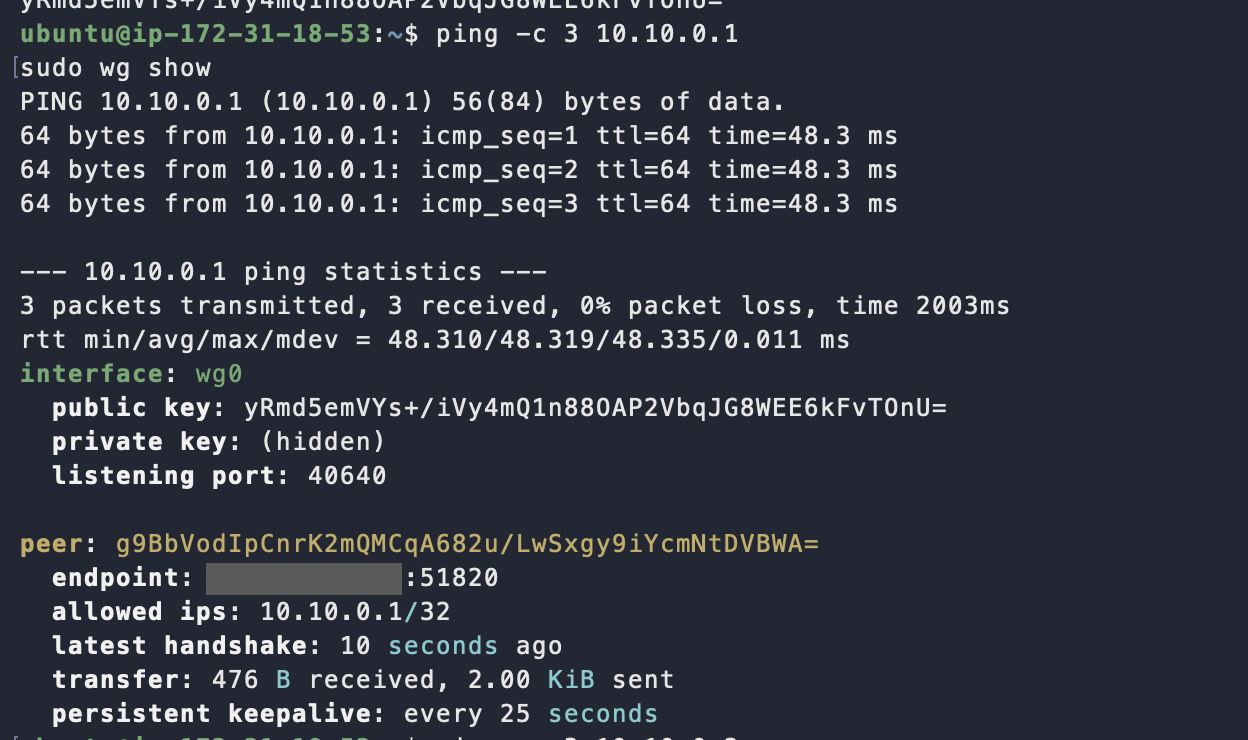 yRmd5emVYs+/iVy4mQ1n88OAP2VbqJG8WEE6kFvTOnU=
ubuntu@ip-172-31-18-53:~$ ping -c 3 10.10.0.1
[sudo wg show
PING 10.10.0.1 (10.10.0.1) 56(84) bytes of data.
64 bytes from 10.10.0.1: icmp_seq=1 ttl=64 time=48.3 ms
64 bytes from 10.10.0.1: icmp_seq=2 ttl=64 time=48.3 ms
64 bytes from 10.10.0.1: icmp_seq=3 ttl=64 time=48.3 ms
--- 10.10.0.1 ping statistics ---
3 packets transmitted, 3 received, 0% packet loss, time 2003ms
rtt min/avg/max/mdev = 48.310/48.319/48.335/0.011 ms
interface: wg0
public key: yRmd5emVYs+/iVy4mQ1n88OAP2VbqJG8WEE6kFvTOnU=
private key: (hidden)
listening port: 40640
peer: g9BbVodIpCnrK2mQMCqA682u/LwSxgy9iYcmNtDVBWA=
endpoint: :51820
allowed ips: 10.10.0.1/32
latest handshake: 10 seconds ago
transfer: 476 B received, 2.00 KiB sent
persistent keepalive: every 25 seconds